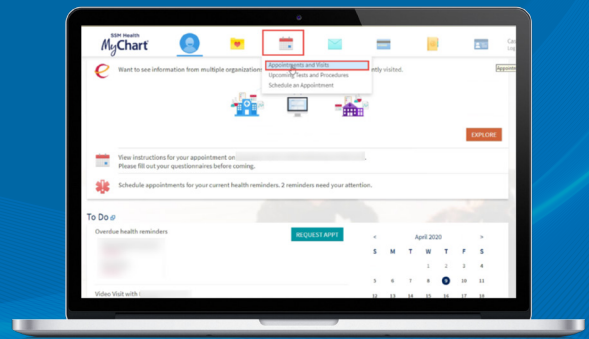 SSM Health
MyChart
Appointments and Visits
Upcoming Tests and Procedures
Schedule an Appointment
Want to see information from multiple organizations
ntly visited.
EXPLORE
View instructions for your appointment on
Please fill out your questionnaires before coming.
Schedule appointments for your current health reminders. 2 reminders need your attention.
To Do
Overdue health reminders
REQUEST APPT
< April 2020 >
S M T W T F S
1 2 3 4
5 6 7 8 9 10 11
12 13 14 15 16 17 18
Video Visit with